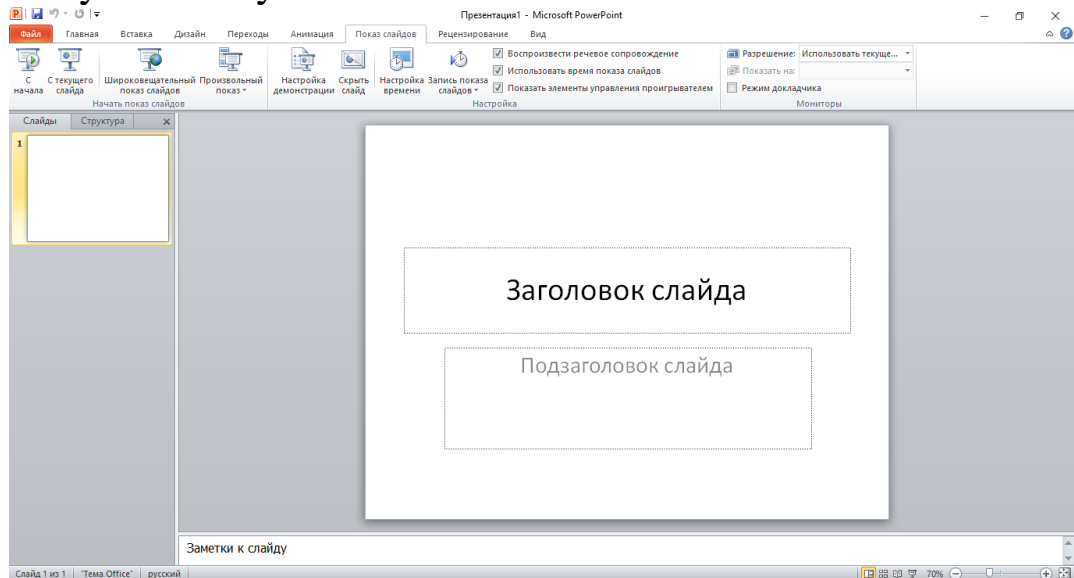 Презентация1 - Microsoft PowerPoint
Файл Главная Вставка Дизайн Переходы Анимация Показ слайдов Рецензирование Вид
С начала
С текущего слайда
Широковещательный показ слайдов
Произвольный показ
Начать показ слайдов
Настройка демонстрации
Скрыть слайд
Настройка времени
Запись показа слайдов
Воспроизвести речевое сопровождение
Использовать время показа слайдов
Показать элементы управления проигрывателем
Настройка
Разрешение: Использовать текуще...
Показать на:
Режим докладчика
Мониторы
Слайды Структура
1
Заголовок слайда
Подзаголовок слайда
Заметки к слайду
Слайд 1 из 1 "Тема Office" русский 70%